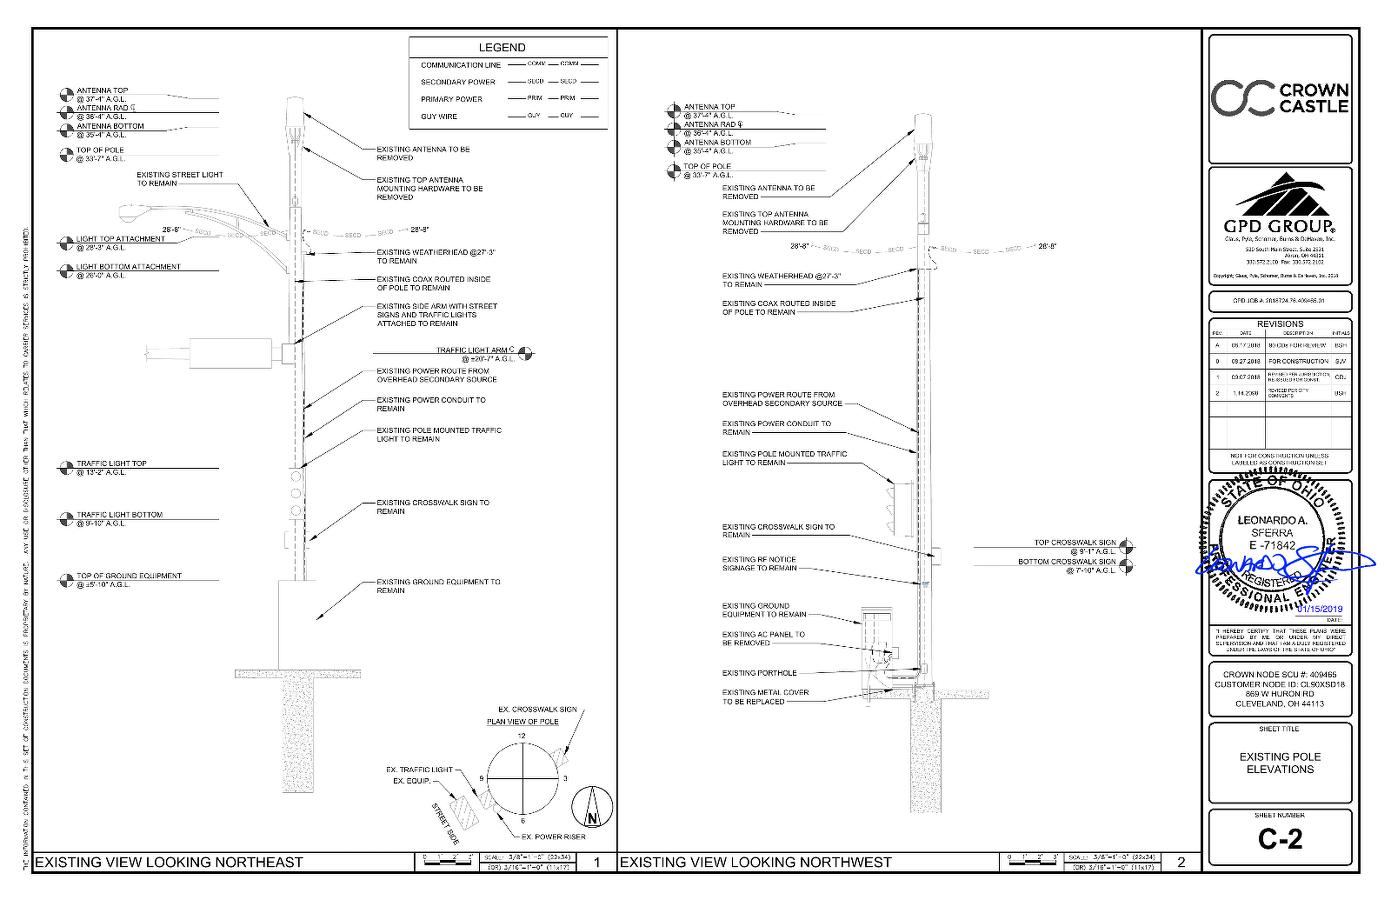 LEGEND
COMMUNICATION LINE COMM COMM
SECONDARY POWER SECD SECD
PRIMARY POWER PRIM PRIM
GUY WIRE GUY GUY
ANTENNA TOP
@ 37'-4" A.G.L.
ANTENNA RAD ℄
@ 36'-4" A.G.L.
ANTENNA BOTTOM
@ 35'-4" A.G.L.
TOP OF POLE
@ 33'-7" A.G.L.
EXISTING STREET LIGHT
TO REMAIN
28'-8" SECD SECD SECD SECD SECD 28'-8"
LIGHT TOP ATTACHMENT
@ 28'-3" A.G.L.
LIGHT BOTTOM ATTACHMENT
@ 26'-0" A.G.L.
TRAFFIC LIGHT TOP
@ 13'-2" A.G.L.
TRAFFIC LIGHT BOTTOM
@ 9'-10" A.G.L.
TOP OF GROUND EQUIPMENT
@ ±5'-10" A.G.L.
EXISTING ANTENNA TO BE
REMOVED
EXISTING TOP ANTENNA
MOUNTING HARDWARE TO BE
REMOVED
EXISTING WEATHERHEAD @27'-3"
TO REMAIN
EXISTING COAX ROUTED INSIDE
OF POLE TO REMAIN
EXISTING SIDE ARM WITH STREET
SIGNS AND TRAFFIC LIGHTS
ATTACHED TO REMAIN
TRAFFIC LIGHT ARM ℄
@ ±20'-7" A.G.L.
EXISTING POWER ROUTE FROM
OVERHEAD SECONDARY SOURCE
EXISTING POWER CONDUIT TO
REMAIN
EXISTING POLE MOUNTED TRAFFIC
LIGHT TO REMAIN
EXISTING CROSSWALK SIGN TO
REMAIN
EXISTING GROUND EQUIPMENT TO
REMAIN
EX. CROSSWALK SIGN
PLAN VIEW OF POLE
12
3
6
9
EX. TRAFFIC LIGHT
EX. EQUIP.
STREET SIDE
EX. POWER RISER
N
EXISTING VIEW LOOKING NORTHEAST
0 1' 2' 3'
SCALE: 3/8"=1'-0" (22x34)
(OR) 3/16"=1'-0" (11x17)
1
ANTENNA TOP
@ 37'-4" A.G.L.
ANTENNA RAD ℄
@ 36'-4" A.G.L.
ANTENNA BOTTOM
@ 35'-4" A.G.L.
TOP OF POLE
@ 33'-7" A.G.L.
EXISTING ANTENNA TO BE
REMOVED
EXISTING TOP ANTENNA
MOUNTING HARDWARE TO BE
REMOVED
28'-8" SECD SECD SECD SECD SECD 28'-8"
EXISTING WEATHERHEAD @27'-3"
TO REMAIN
EXISTING COAX ROUTED INSIDE
OF POLE TO REMAIN
EXISTING POWER ROUTE FROM
OVERHEAD SECONDARY SOURCE
EXISTING POWER CONDUIT TO
REMAIN
EXISTING POLE MOUNTED TRAFFIC
LIGHT TO REMAIN
EXISTING CROSSWALK SIGN TO
REMAIN
EXISTING RF NOTICE
SIGNAGE TO REMAIN
EXISTING GROUND
EQUIPMENT TO REMAIN
EXISTING AC PANEL TO
BE REMOVED
EXISTING PORTHOLE
EXISTING METAL COVER
TO BE REPLACED
TOP CROSSWALK SIGN
@ 9'-1" A.G.L.
BOTTOM CROSSWALK SIGN
@ 7'-10" A.G.L.
EXISTING VIEW LOOKING NORTHWEST
0 1' 2' 3'
SCALE: 3/8"=1'-0" (22x34)
(OR) 3/16"=1'-0" (11x17)
2
CROWN
CASTLE
GPD GROUP.
Glaus, Pyle, Schomer, Burns & DeHaven, Inc.
520 South Main Street, Suite 2531
Akron, OH 44311
330.572.2100 Fax 330.572.2102
Copyright: Glaus, Pyle, Schomer, Burns & DeHaven, Inc. 2018
GPD JOB #: 2018724.76.409465.01
REVISIONS
REV. DATE DESCRIPTION INITIALS
A 08.17.2018 90 CDs FOR REVIEW BSH
0 08.27.2018 FOR CONSTRUCTION
1 09.07.2018
2 BSH
NOT FOR CONSTRUCTION UNLESS
LABELED AS CONSTRUCTION SET
STATE OF OHIO
LEONARDO A.
SFERRA
E -71842
REGISTERED
PROFESSIONAL ENGINEER
01/15/2019
DATE:
"I HEREBY CERTIFY THAT THESE PLANS WERE
PREPARED BY ME OR UNDER MY DIRECT
SUPERVISION AND THAT I AM A DULY REGISTERED
UNDER THE LAWS OF THE STATE OF OHIO"
CROWN NODE SCU #: 409465
CUSTOMER NODE ID: CL90XSD18
869 W HURON RD
CLEVELAND, OH 44113
SHEET TITLE
EXISTING POLE
ELEVATIONS
SHEET NUMBER
C-2
THE INFORMATION CONTAINED IN THIS SET OF CONSTRUCTION DOCUMENTS IS PROPRIETARY BY NATURE. ANY USE OR DISCLOSURE OTHER THAN THAT WHICH RELATES TO CARRIER SERVICES IS STRICTLY PROHIBITED.